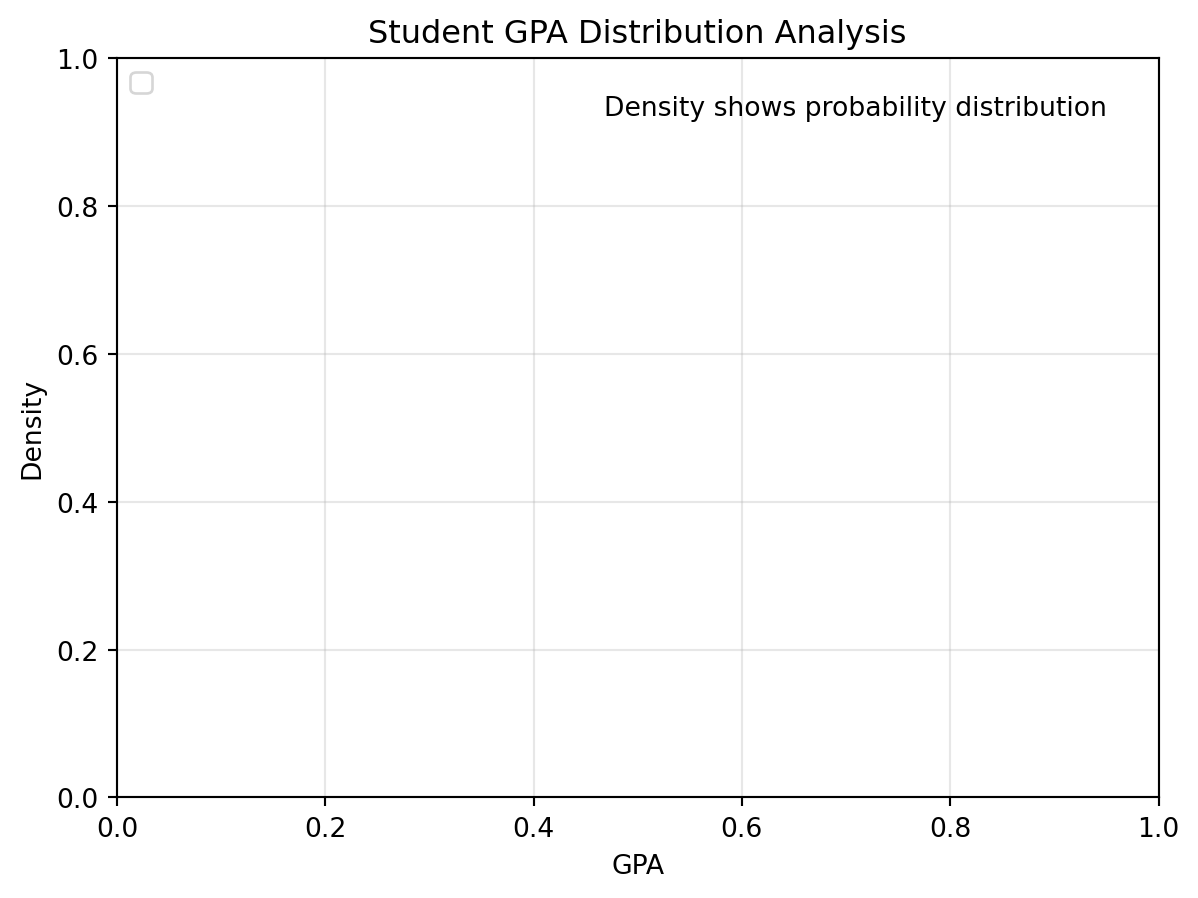 Student GPA Distribution Analysis
Density shows probability distribution
1.0
0.8
0.6
0.4
0.2
0.0
Density
0.0 0.2 0.4 0.6 0.8 1.0
GPA